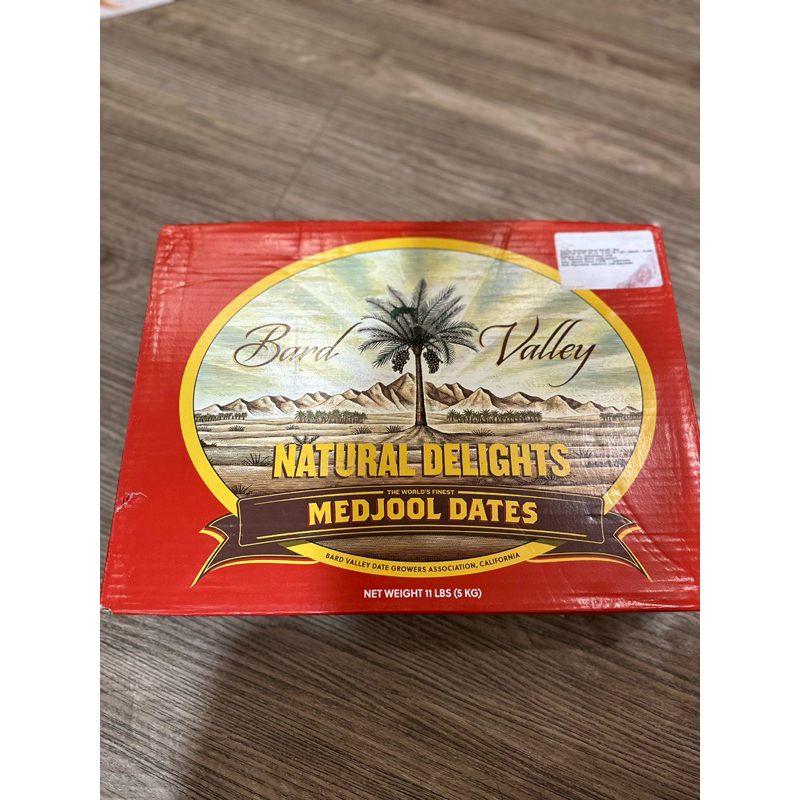 Bard Valley
NATURAL DELIGHTS
THE WORLD'S FINEST
MEDJOOL DATES
BARD VALLEY DATE GROWERS ASSOCIATION, CALIFORNIA
NET WEIGHT 11 LBS (5 KG)